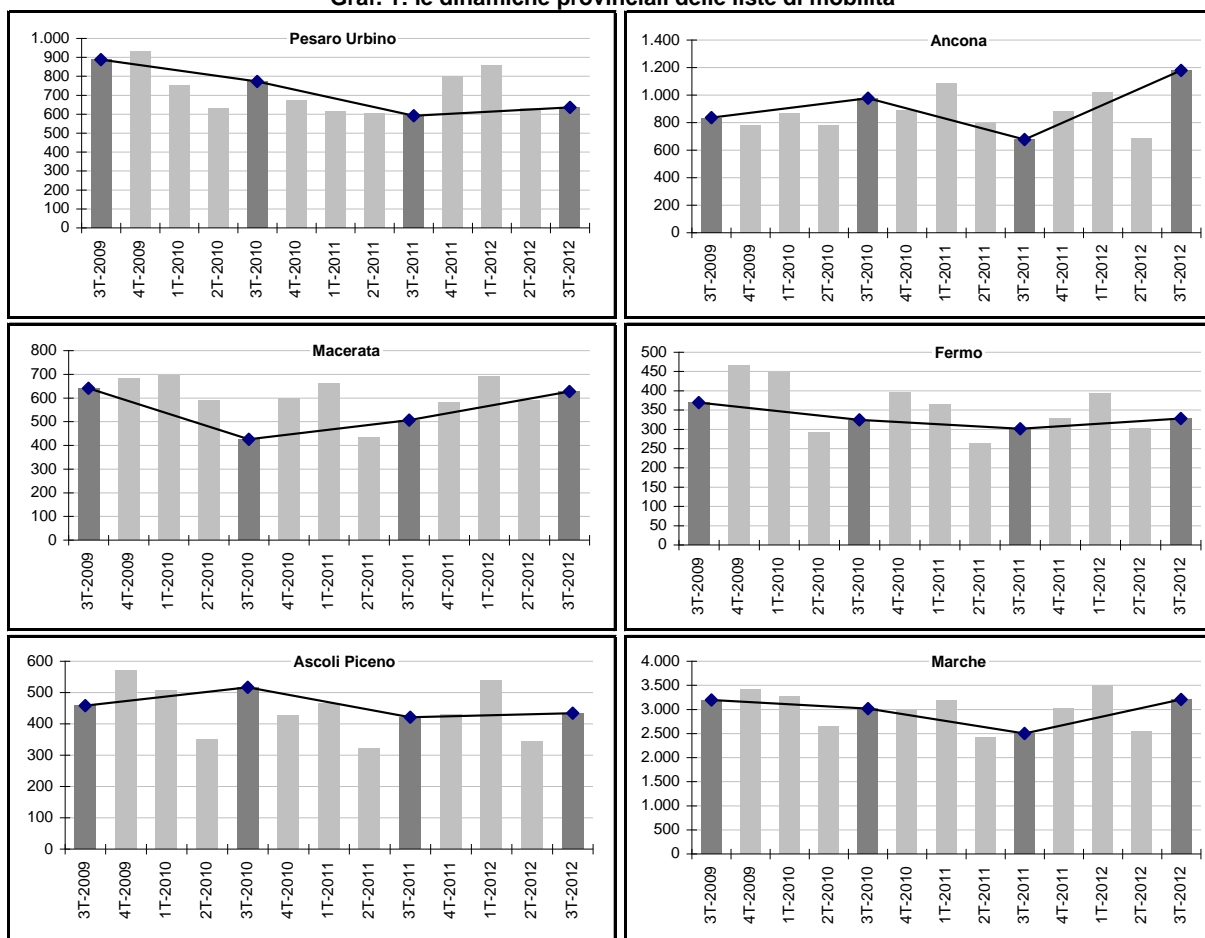 Graf. 1: le dinamiche provinciali delle liste di mobilità
Pesaro Urbino
1.000
900
800
700
600
500
400
300
200
100
0
3T-2009
4T-2009
1T-2010
2T-2010
3T-2010
4T-2010
1T-2011
2T-2011
3T-2011
4T-2011
1T-2012
2T-2012
3T-2012
Ancona
1.400
1.200
1.000
800
600
400
200
0
3T-2009
4T-2009
1T-2010
2T-2010
3T-2010
4T-2010
1T-2011
2T-2011
3T-2011
4T-2011
1T-2012
2T-2012
3T-2012
Macerata
800
700
600
500
400
300
200
100
0
3T-2009
4T-2009
1T-2010
2T-2010
3T-2010
4T-2010
1T-2011
2T-2011
3T-2011
4T-2011
1T-2012
2T-2012
3T-2012
Fermo
500
450
400
350
300
250
200
150
100
50
0
3T-2009
4T-2009
1T-2010
2T-2010
3T-2010
4T-2010
1T-2011
2T-2011
3T-2011
4T-2011
1T-2012
2T-2012
3T-2012
Ascoli Piceno
600
500
400
300
200
100
0
3T-2009
4T-2009
1T-2010
2T-2010
3T-2010
4T-2010
1T-2011
2T-2011
3T-2011
4T-2011
1T-2012
2T-2012
3T-2012
Marche
4.000
3.500
3.000
2.500
2.000
1.500
1.000
500
0
3T-2009
4T-2009
1T-2010
2T-2010
3T-2010
4T-2010
1T-2011
2T-2011
3T-2011
4T-2011
1T-2012
2T-2012
3T-2012